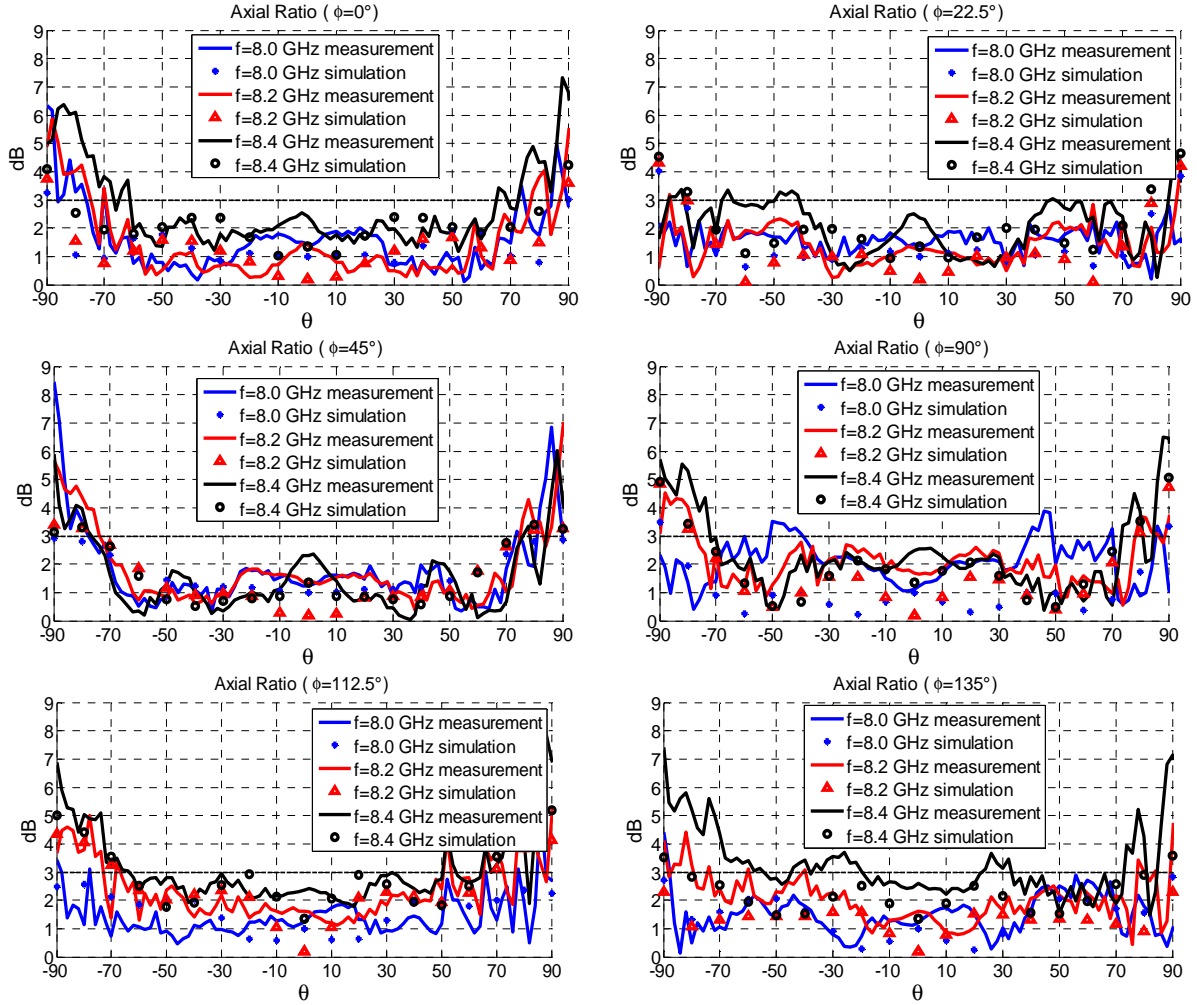 Axial Ratio ( ϕ=0°)
9
8
7
6
5
4
3
2
1
0
dB
f=8.0 GHz measurement
f=8.0 GHz simulation
f=8.2 GHz measurement
f=8.2 GHz simulation
f=8.4 GHz measurement
f=8.4 GHz simulation
-90 -70 -50 -30 -10 10 30 50 70 90
θ
Axial Ratio ( ϕ=22.5°)
9
8
7
6
5
4
3
2
1
0
dB
f=8.0 GHz measurement
f=8.0 GHz simulation
f=8.2 GHz measurement
f=8.2 GHz simulation
f=8.4 GHz measurement
f=8.4 GHz simulation
-90 -70 -50 -30 -10 10 30 50 70 90
θ
Axial Ratio ( ϕ=45°)
9
8
7
6
5
4
3
2
1
0
dB
f=8.0 GHz measurement
f=8.0 GHz simulation
f=8.2 GHz measurement
f=8.2 GHz simulation
f=8.4 GHz measurement
f=8.4 GHz simulation
-90 -70 -50 -30 -10 10 30 50 70 90
θ
Axial Ratio ( ϕ=90°)
9
8
7
6
5
4
3
2
1
0
dB
f=8.0 GHz measurement
f=8.0 GHz simulation
f=8.2 GHz measurement
f=8.2 GHz simulation
f=8.4 GHz measurement
f=8.4 GHz simulation
-90 -70 -50 -30 -10 10 30 50 70 90
θ
Axial Ratio ( ϕ=112.5°)
9
8
7
6
5
4
3
2
1
0
dB
f=8.0 GHz measurement
f=8.0 GHz simulation
f=8.2 GHz measurement
f=8.2 GHz simulation
f=8.4 GHz measurement
f=8.4 GHz simulation
-90 -70 -50 -30 -10 10 30 50 70 90
θ
Axial Ratio ( ϕ=135°)
9
8
7
6
5
4
3
2
1
0
dB
f=8.0 GHz measurement
f=8.0 GHz simulation
f=8.2 GHz measurement
f=8.2 GHz simulation
f=8.4 GHz measurement
f=8.4 GHz simulation
-90 -70 -50 -30 -10 10 30 50 70 90
θ